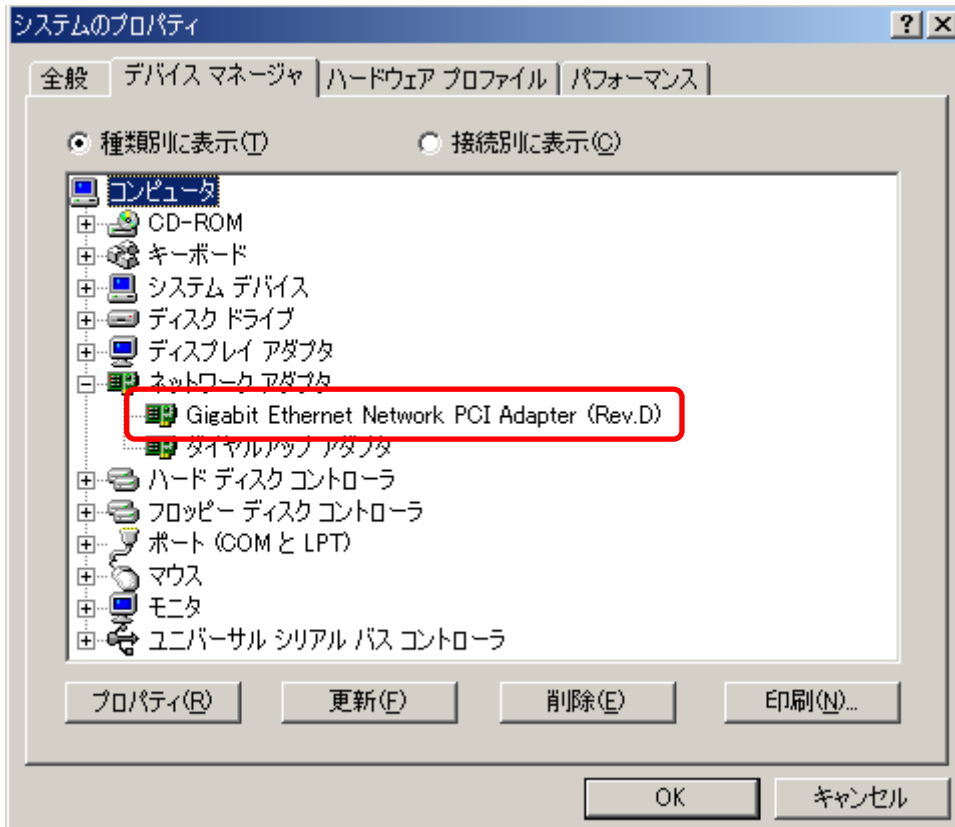 システムのプロパティ
全般 デバイス マネージャ ハードウェア プロファイル パフォーマンス
種類別に表示(T) 接続別に表示(C)
コンピュータ
CD-ROM
キーボード
システム デバイス
ディスク ドライブ
ディスプレイ アダプタ
ネットワーク アダプタ
Gigabit Ethernet Network PCI Adapter (Rev.D)
ダイヤルアップ アダプタ
ハード ディスク コントローラ
フロッピー ディスク コントローラ
ポート (COM と LPT)
マウス
モニタ
ユニバーサル シリアル バス コントローラ
プロパティ(R) 更新(F) 削除(E) 印刷(N)...
OK キャンセル